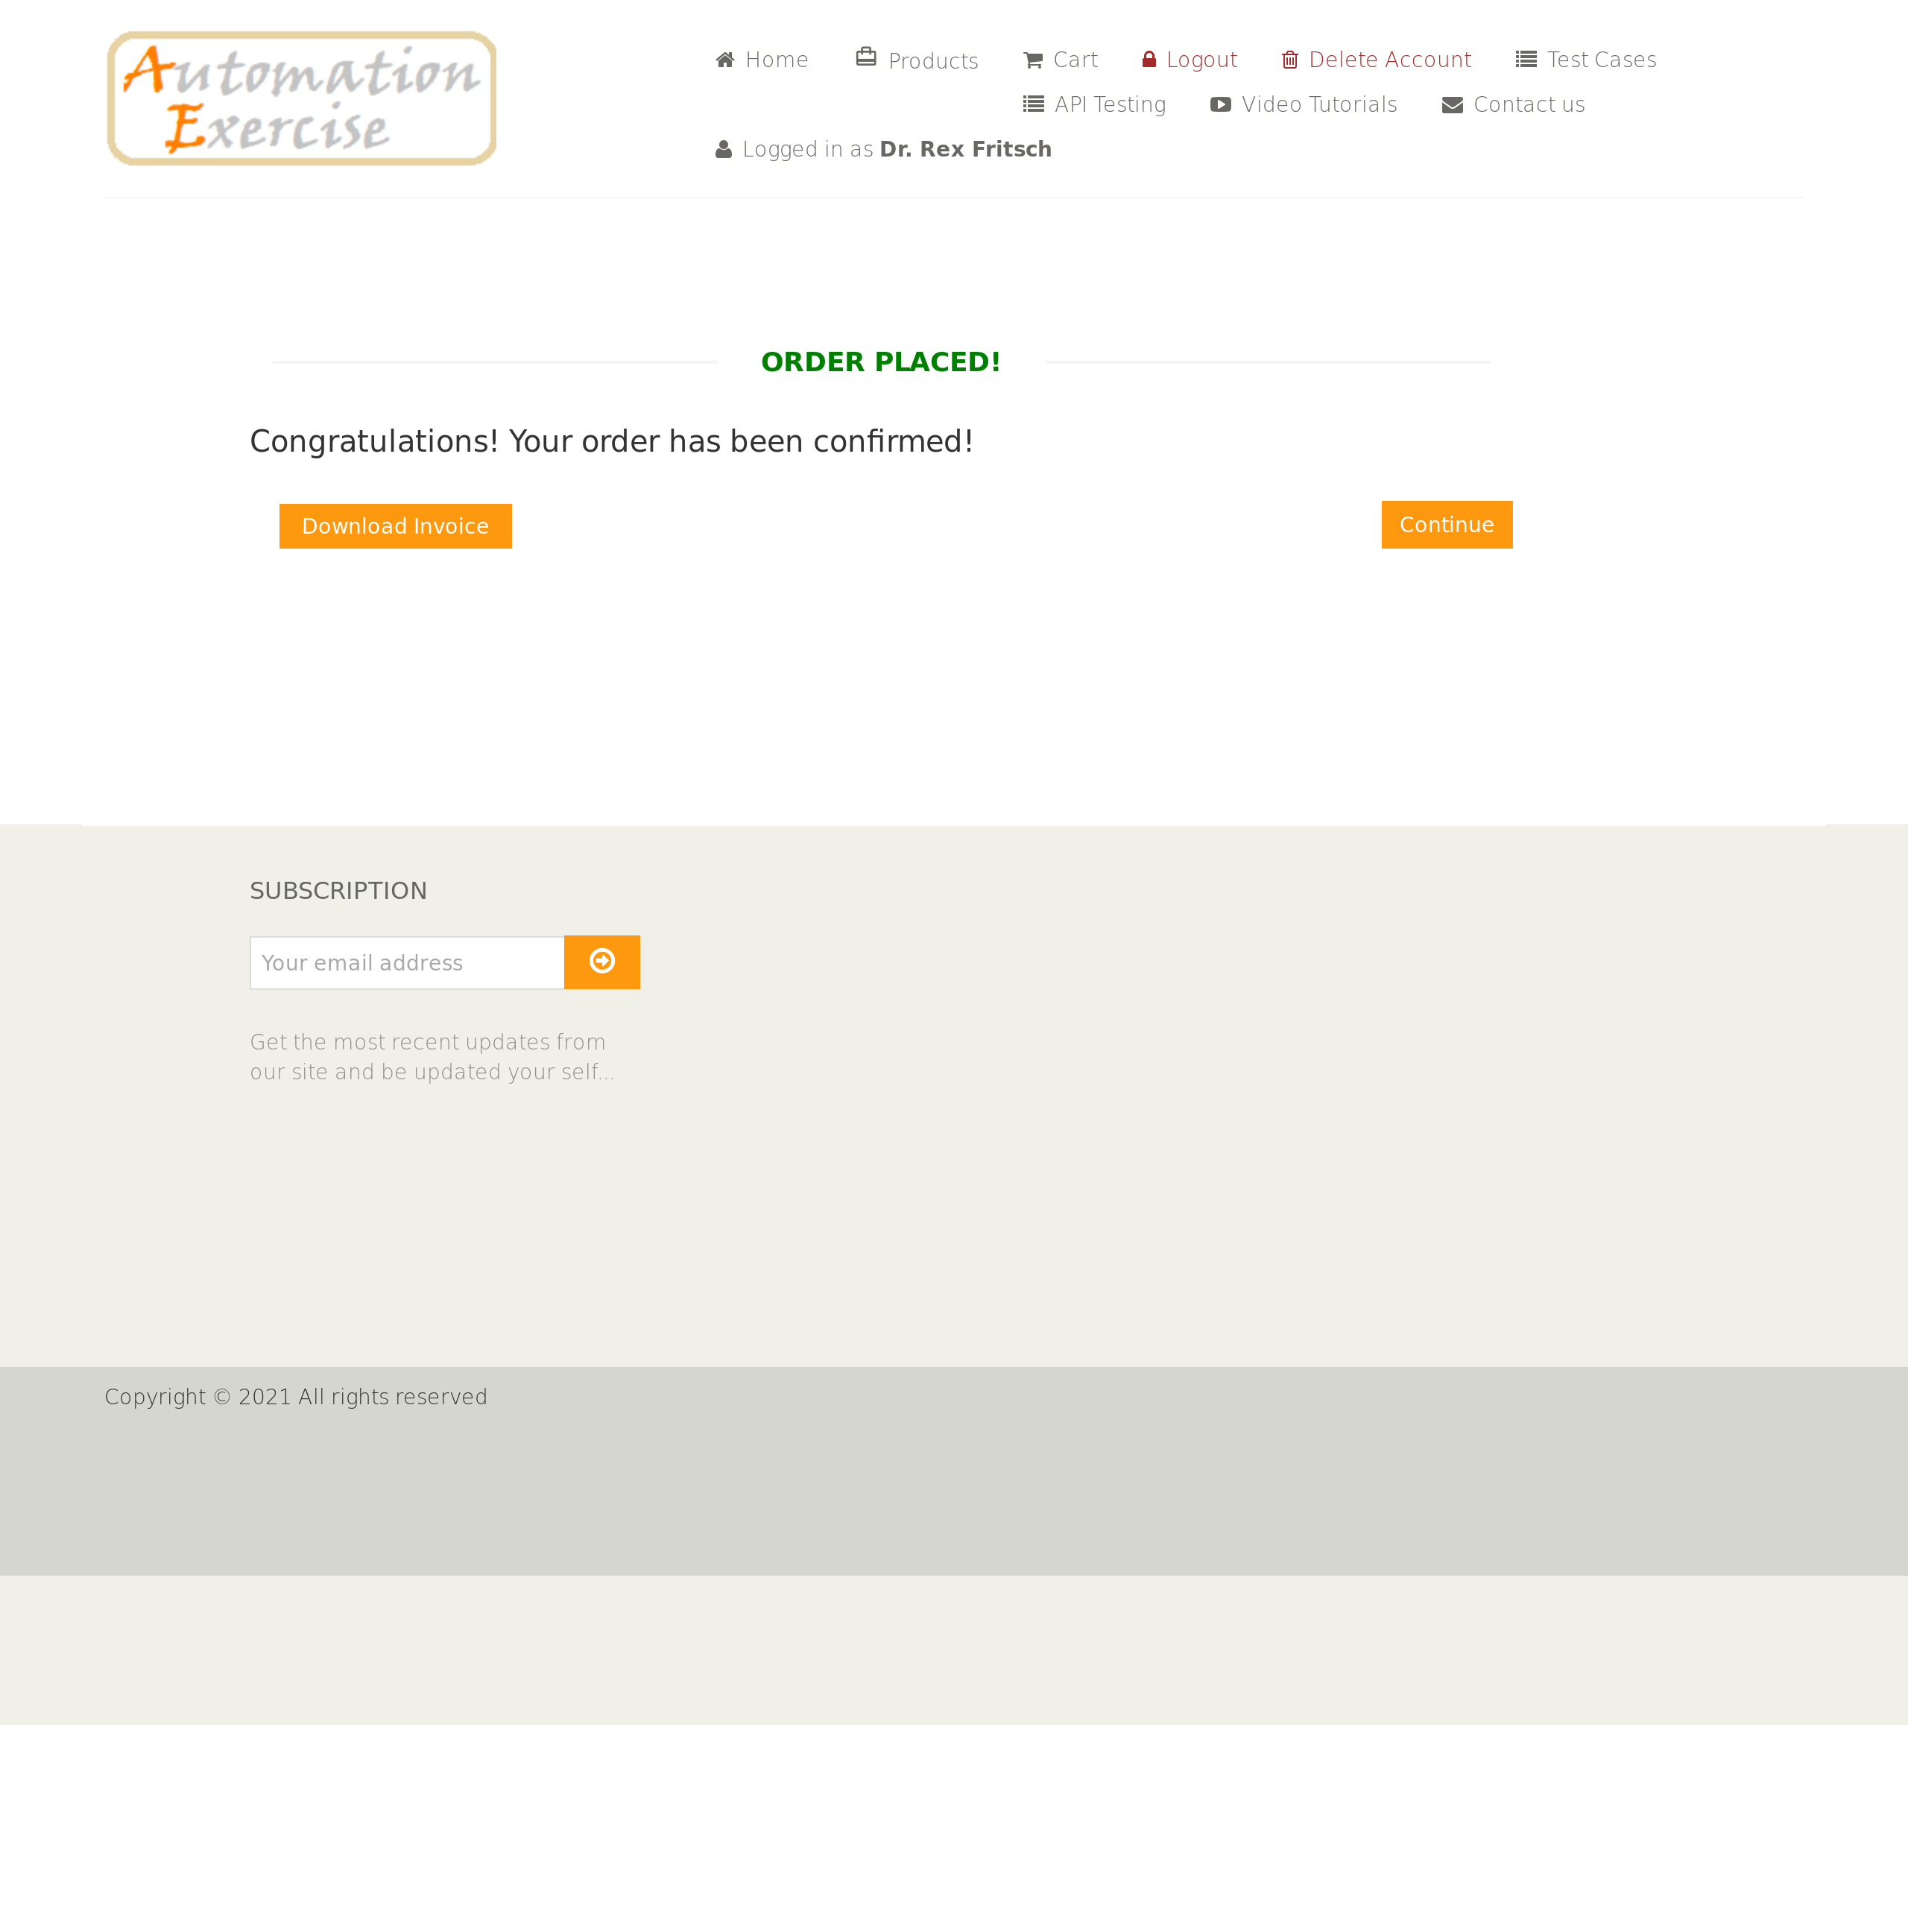 Automation
Exercise
Home
Products
Cart
Logout
Delete Account
Test Cases
API Testing
Video Tutorials
Contact us
Logged in as Dr. Rex Fritsch
ORDER PLACED!
Congratulations! Your order has been confirmed!
Download Invoice
Continue
SUBSCRIPTION
Your email address
Get the most recent updates from
our site and be updated your self...
Copyright © 2021 All rights reserved